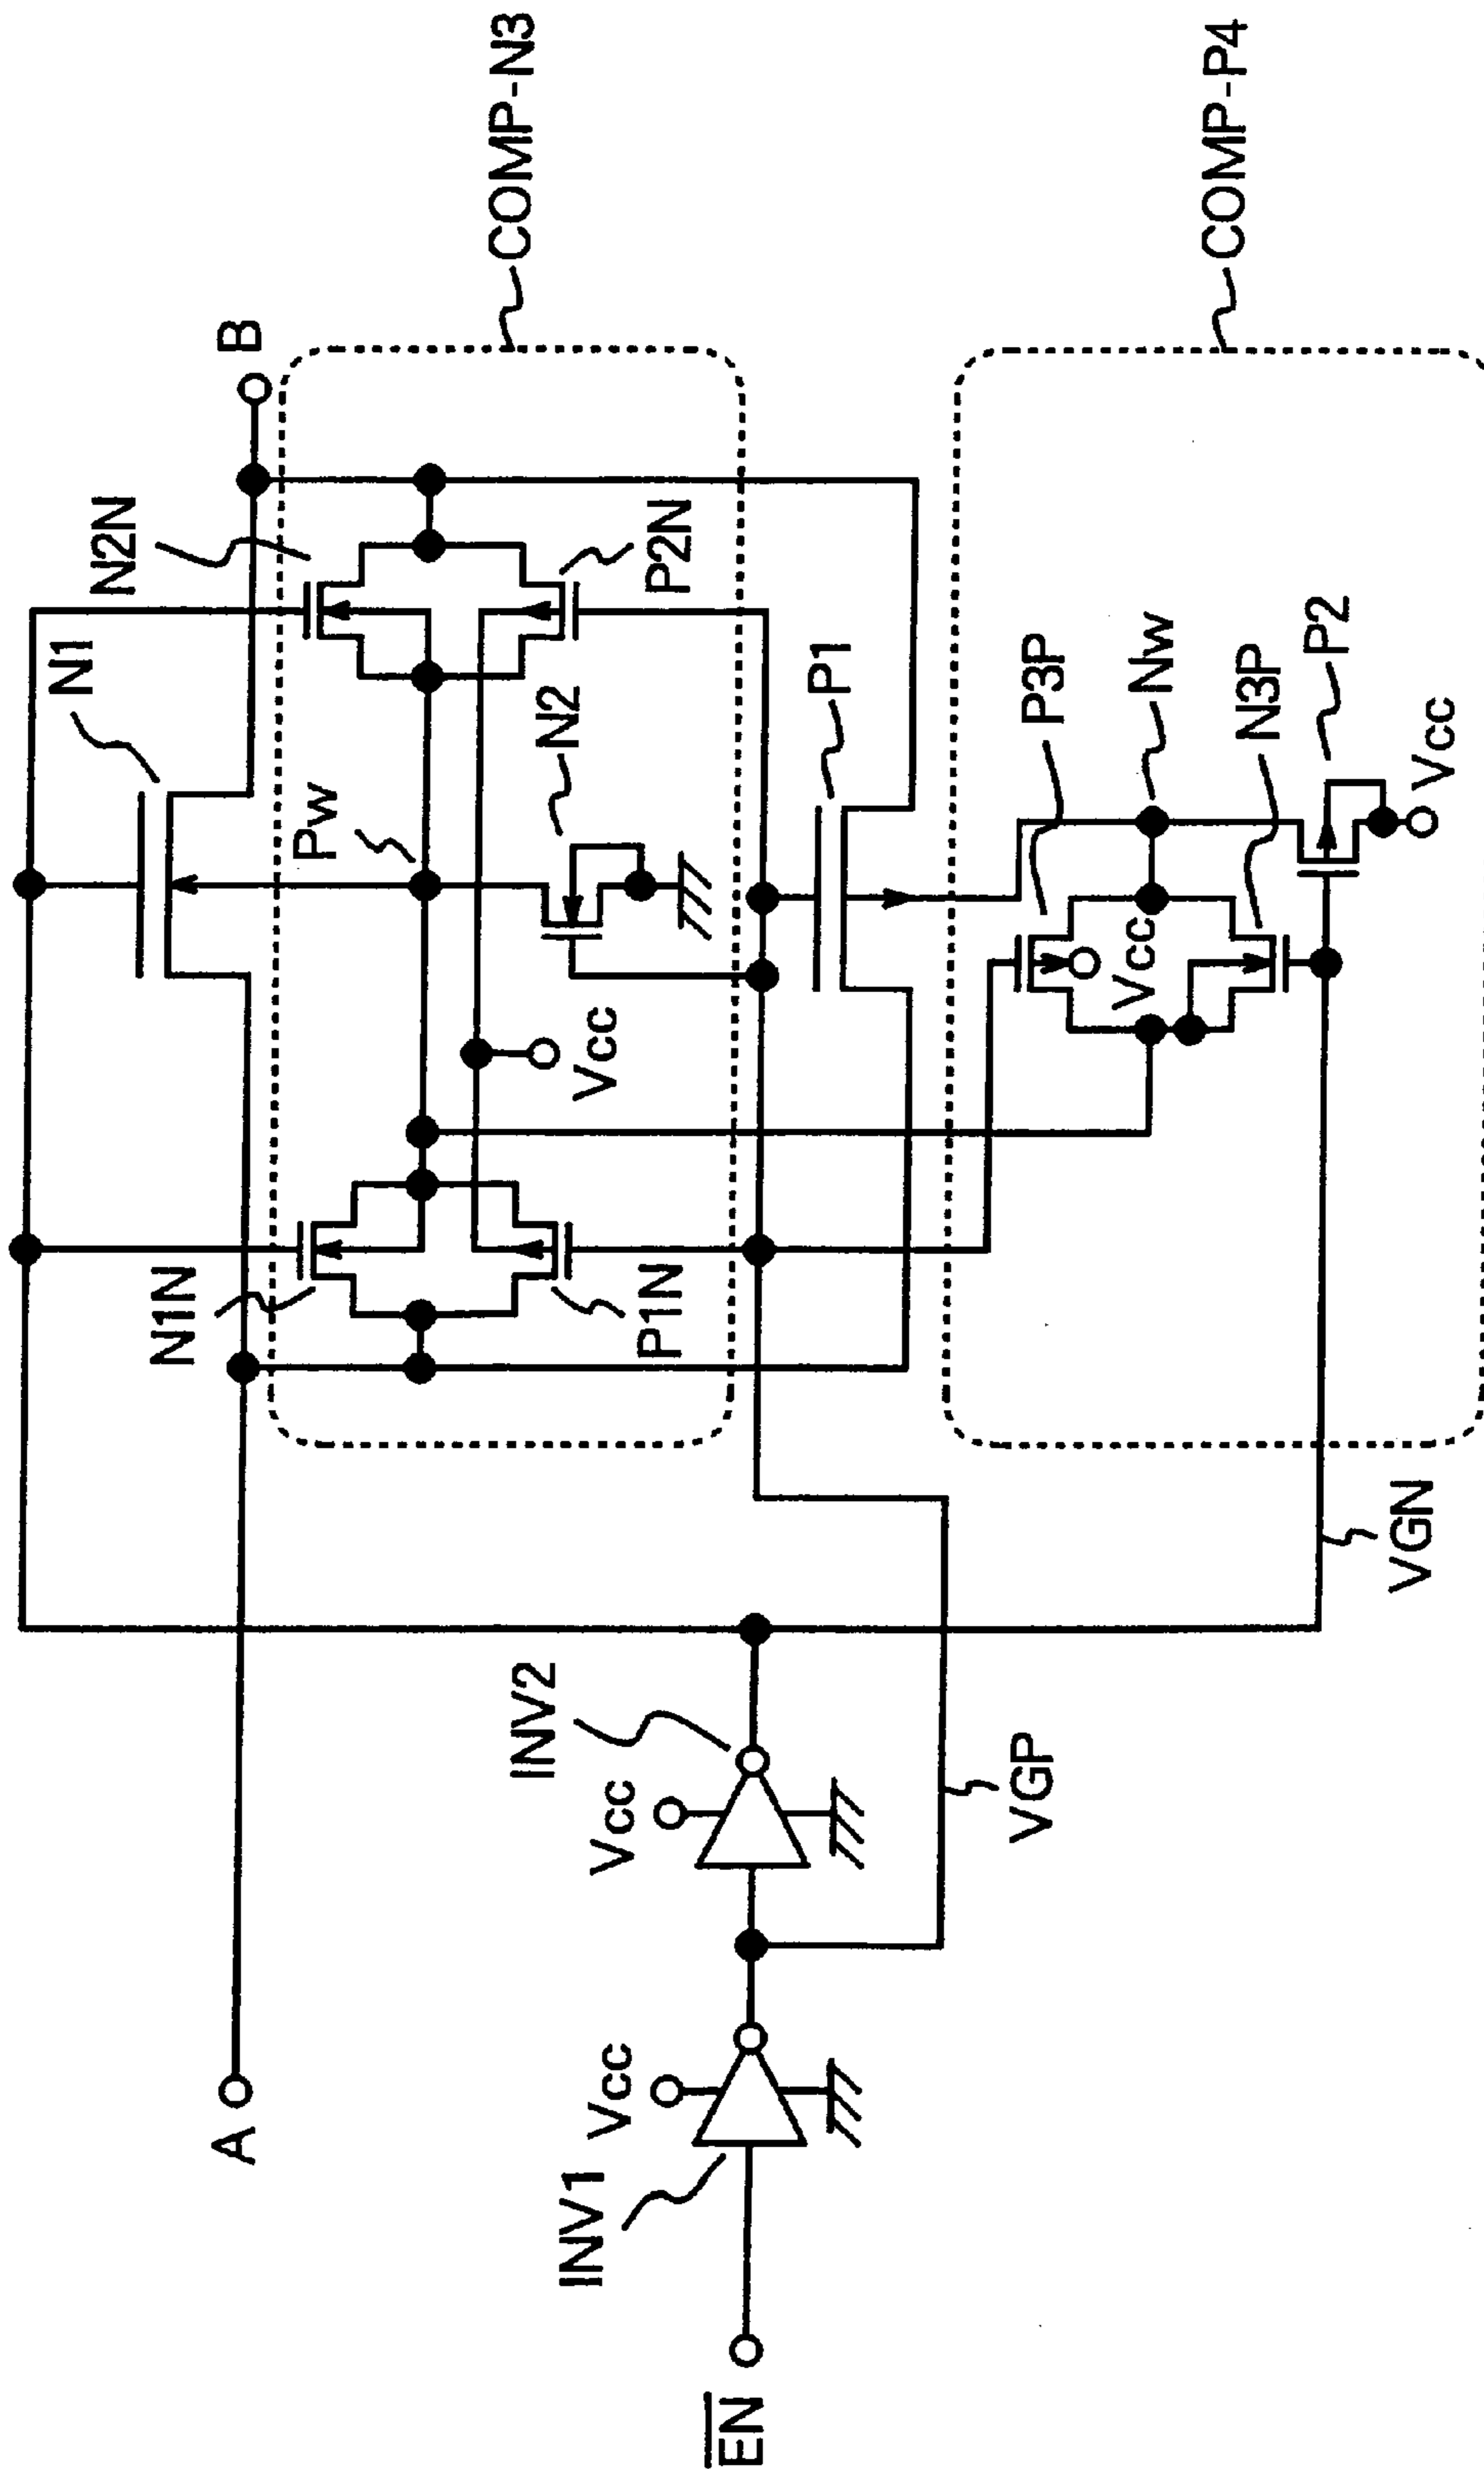 N1
B
N2N
N1N
Pw
N2
COMP-N3
P2N
Vcc
P1N
A
INV1
Vcc
INV2
Vcc
EN
P1
VGP
P3P
Vcc
Nw
N3P
COMP-P4
P2
Vcc
VGN